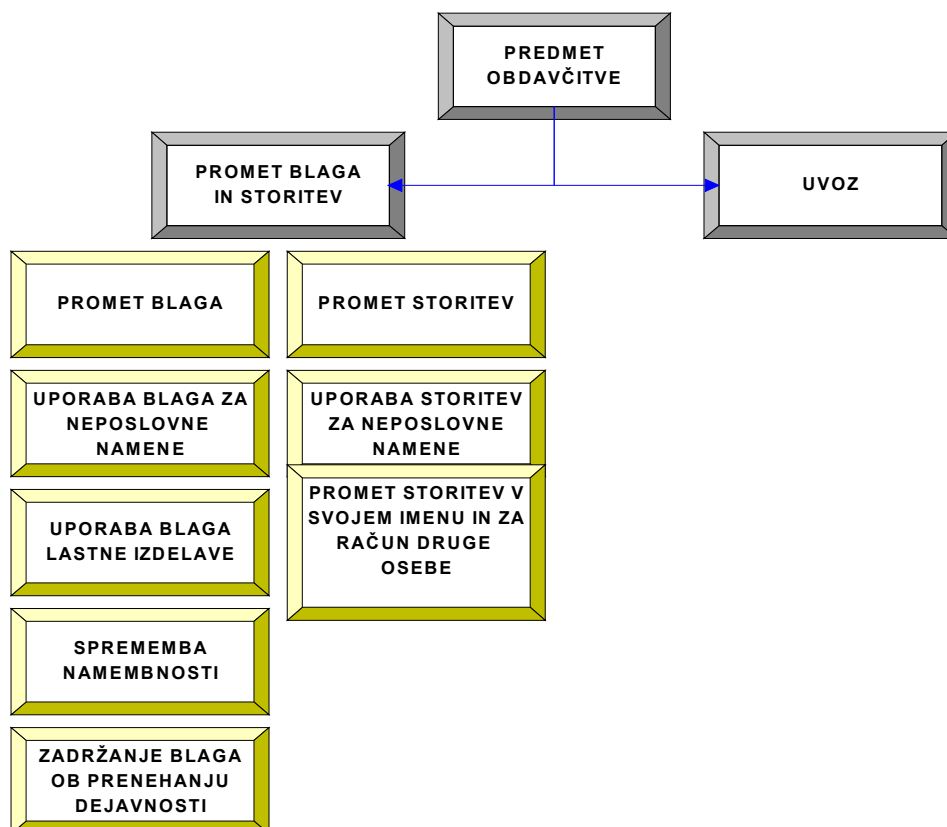 PREDMET
OBDAVČITVE
PROMET BLAGA
IN STORITEV
UVOZ
PROMET BLAGA
PROMET STORITEV
UPORABA BLAGA ZA
NEPOSLOVNE
NAMENE
UPORABA STORITEV
ZA NEPOSLOVNE
NAMENE
UPORABA BLAGA
LASTNE IZDELAVE
PROMET STORITEV V
SVOJEM IMENU IN ZA
RAČUN DRUGE
OSEBE
SPREMEMBA
NAMEMBNOSTI
ZADRŽANJE BLAGA
OB PRENEHANJU
DEJAVNOSTI